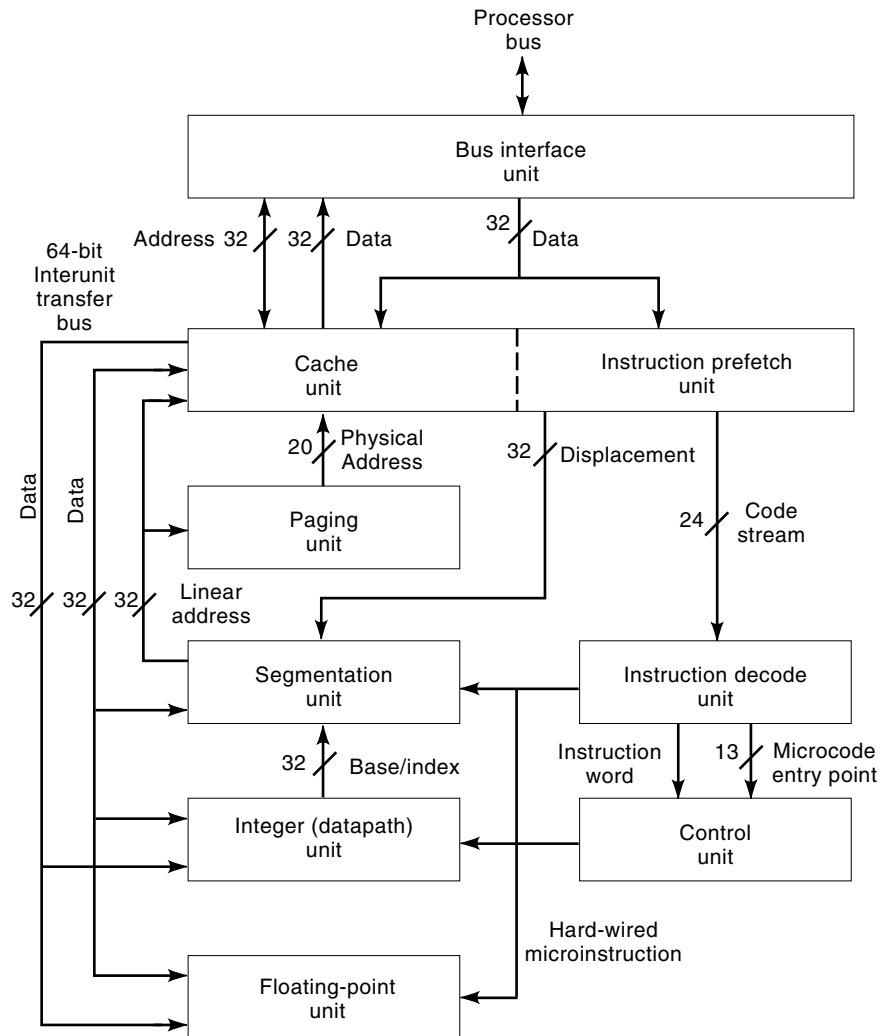 Processor
bus
Bus interface
unit
Address 32
32 Data
32
Data
64-bit
Interunit
transfer
bus
Cache
unit
Instruction prefetch
unit
20
Physical
Address
32
Displacement
Data
Data
Paging
unit
24
Code
stream
32
32
32
Linear
address
Segmentation
unit
Instruction decode
unit
32
Base/index
Instruction
word
13
Microcode
entry point
Integer (datapath)
unit
Control
unit
Hard-wired
microinstruction
Floating-point
unit